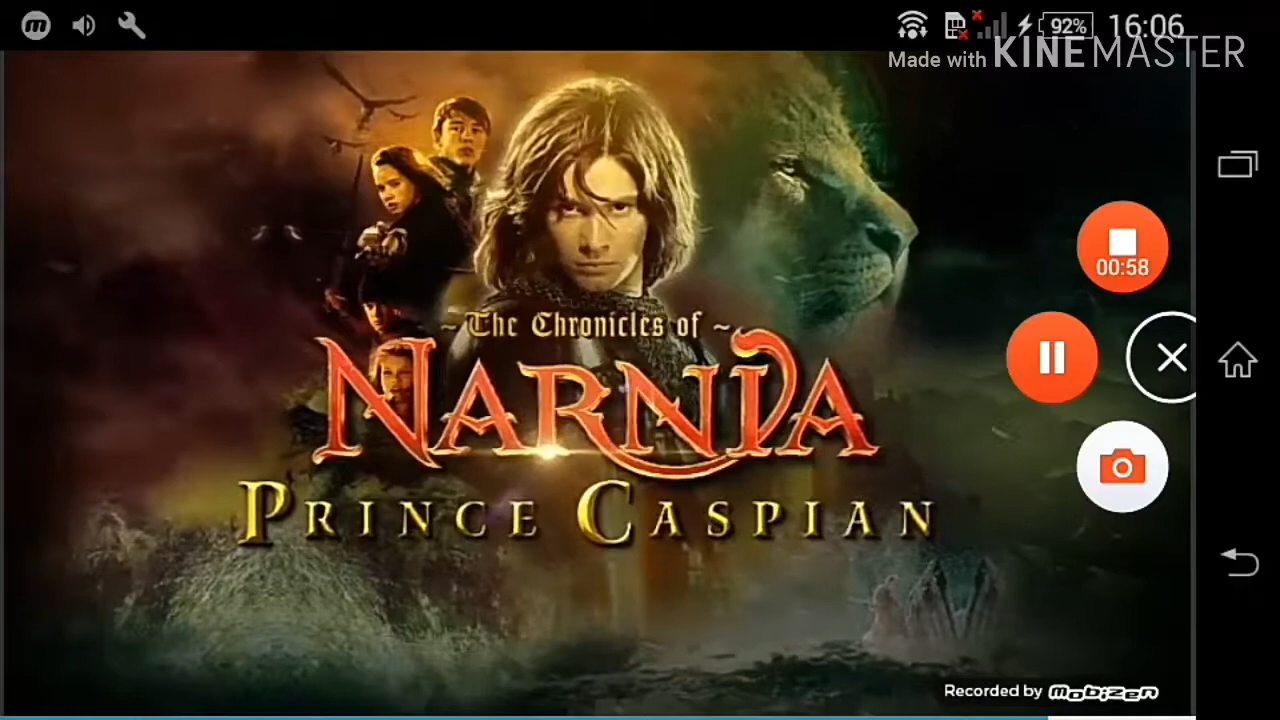 92% 16:06
Made with KINEMASTER
00:58
~ The Chronicles of ~
NARNIA
PRINCE CASPIAN
Recorded by mobizen